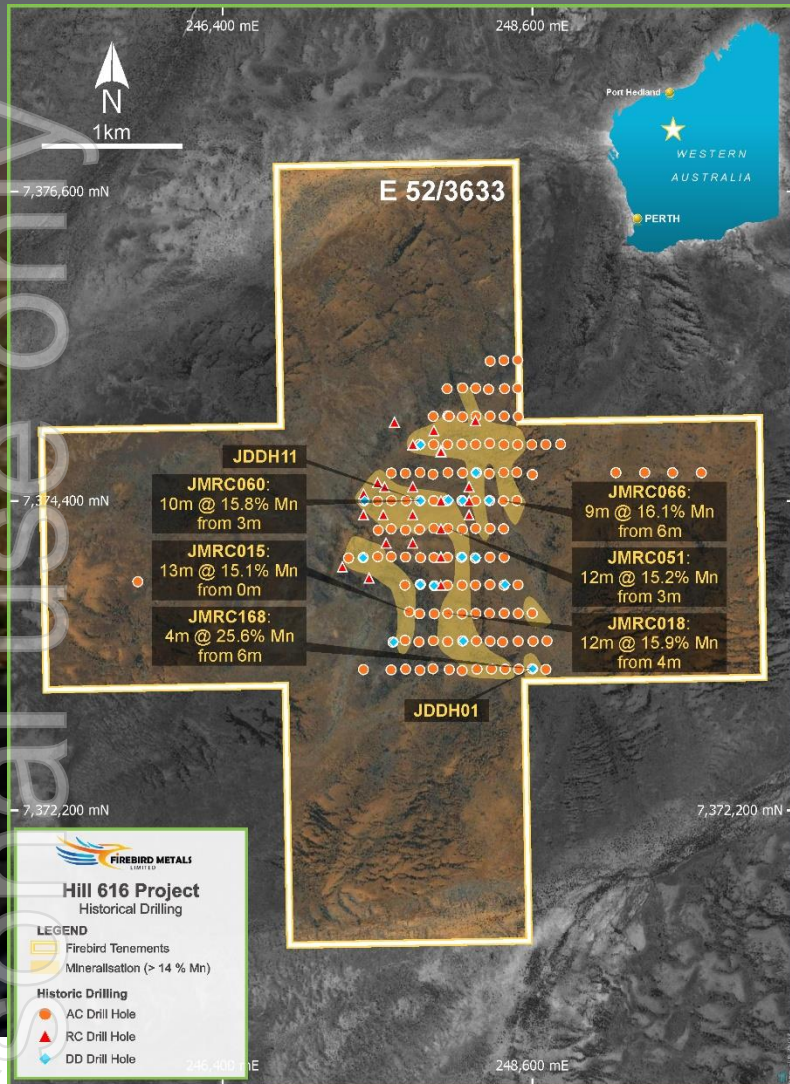 246,400 mE
248,600 mE
N
1km
Port Hedland
WESTERN
AUSTRALIA
PERTH
7,376,600 mN
E 52/3633
JDDH11
JMRC060:
10m @ 15.8% Mn
from 3m
7,374,400 mN
JMRC066:
9m @ 16.1% Mn
from 6m
JMRC015:
13m @ 15.1% Mn
from 0m
JMRC051:
12m @ 15.2% Mn
from 3m
JMRC168:
4m @ 25.6% Mn
from 6m
JMRC018:
12m @ 15.9% Mn
from 4m
JDDH01
7,372,200 mN
7,372,200 mN
FIREBIRD METALS
LIMITED
Hill 616 Project
Historical Drilling
LEGEND
Firebird Tenements
Mineralisation (> 14 % Mn)
Historic Drilling
AC Drill Hole
RC Drill Hole
DD Drill Hole
246,400 mE
248,600 mE
sonal use only